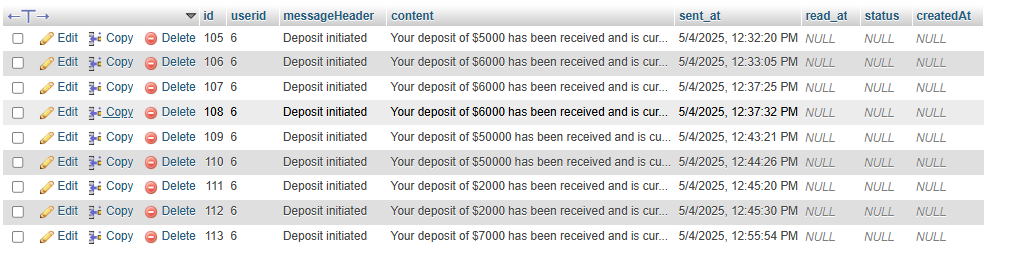 ←T→ id userid messageHeader content sent_at read_at status createdAt
Edit Copy Delete 105 6 Deposit initiated Your deposit of $5000 has been received and is cur... 5/4/2025, 12:32:20 PM NULL NULL NULL
Edit Copy Delete 106 6 Deposit initiated Your deposit of $6000 has been received and is cur... 5/4/2025, 12:33:05 PM NULL NULL NULL
Edit Copy Delete 107 6 Deposit initiated Your deposit of $6000 has been received and is cur... 5/4/2025, 12:37:25 PM NULL NULL NULL
Edit Copy Delete 108 6 Deposit initiated Your deposit of $6000 has been received and is cur... 5/4/2025, 12:37:32 PM NULL NULL NULL
Edit Copy Delete 109 6 Deposit initiated Your deposit of $50000 has been received and is cu... 5/4/2025, 12:43:21 PM NULL NULL NULL
Edit Copy Delete 110 6 Deposit initiated Your deposit of $50000 has been received and is cu... 5/4/2025, 12:44:26 PM NULL NULL NULL
Edit Copy Delete 111 6 Deposit initiated Your deposit of $2000 has been received and is cur... 5/4/2025, 12:45:20 PM NULL NULL NULL
Edit Copy Delete 112 6 Deposit initiated Your deposit of $2000 has been received and is cur... 5/4/2025, 12:45:30 PM NULL NULL NULL
Edit Copy Delete 113 6 Deposit initiated Your deposit of $7000 has been received and is cur... 5/4/2025, 12:55:54 PM NULL NULL NULL